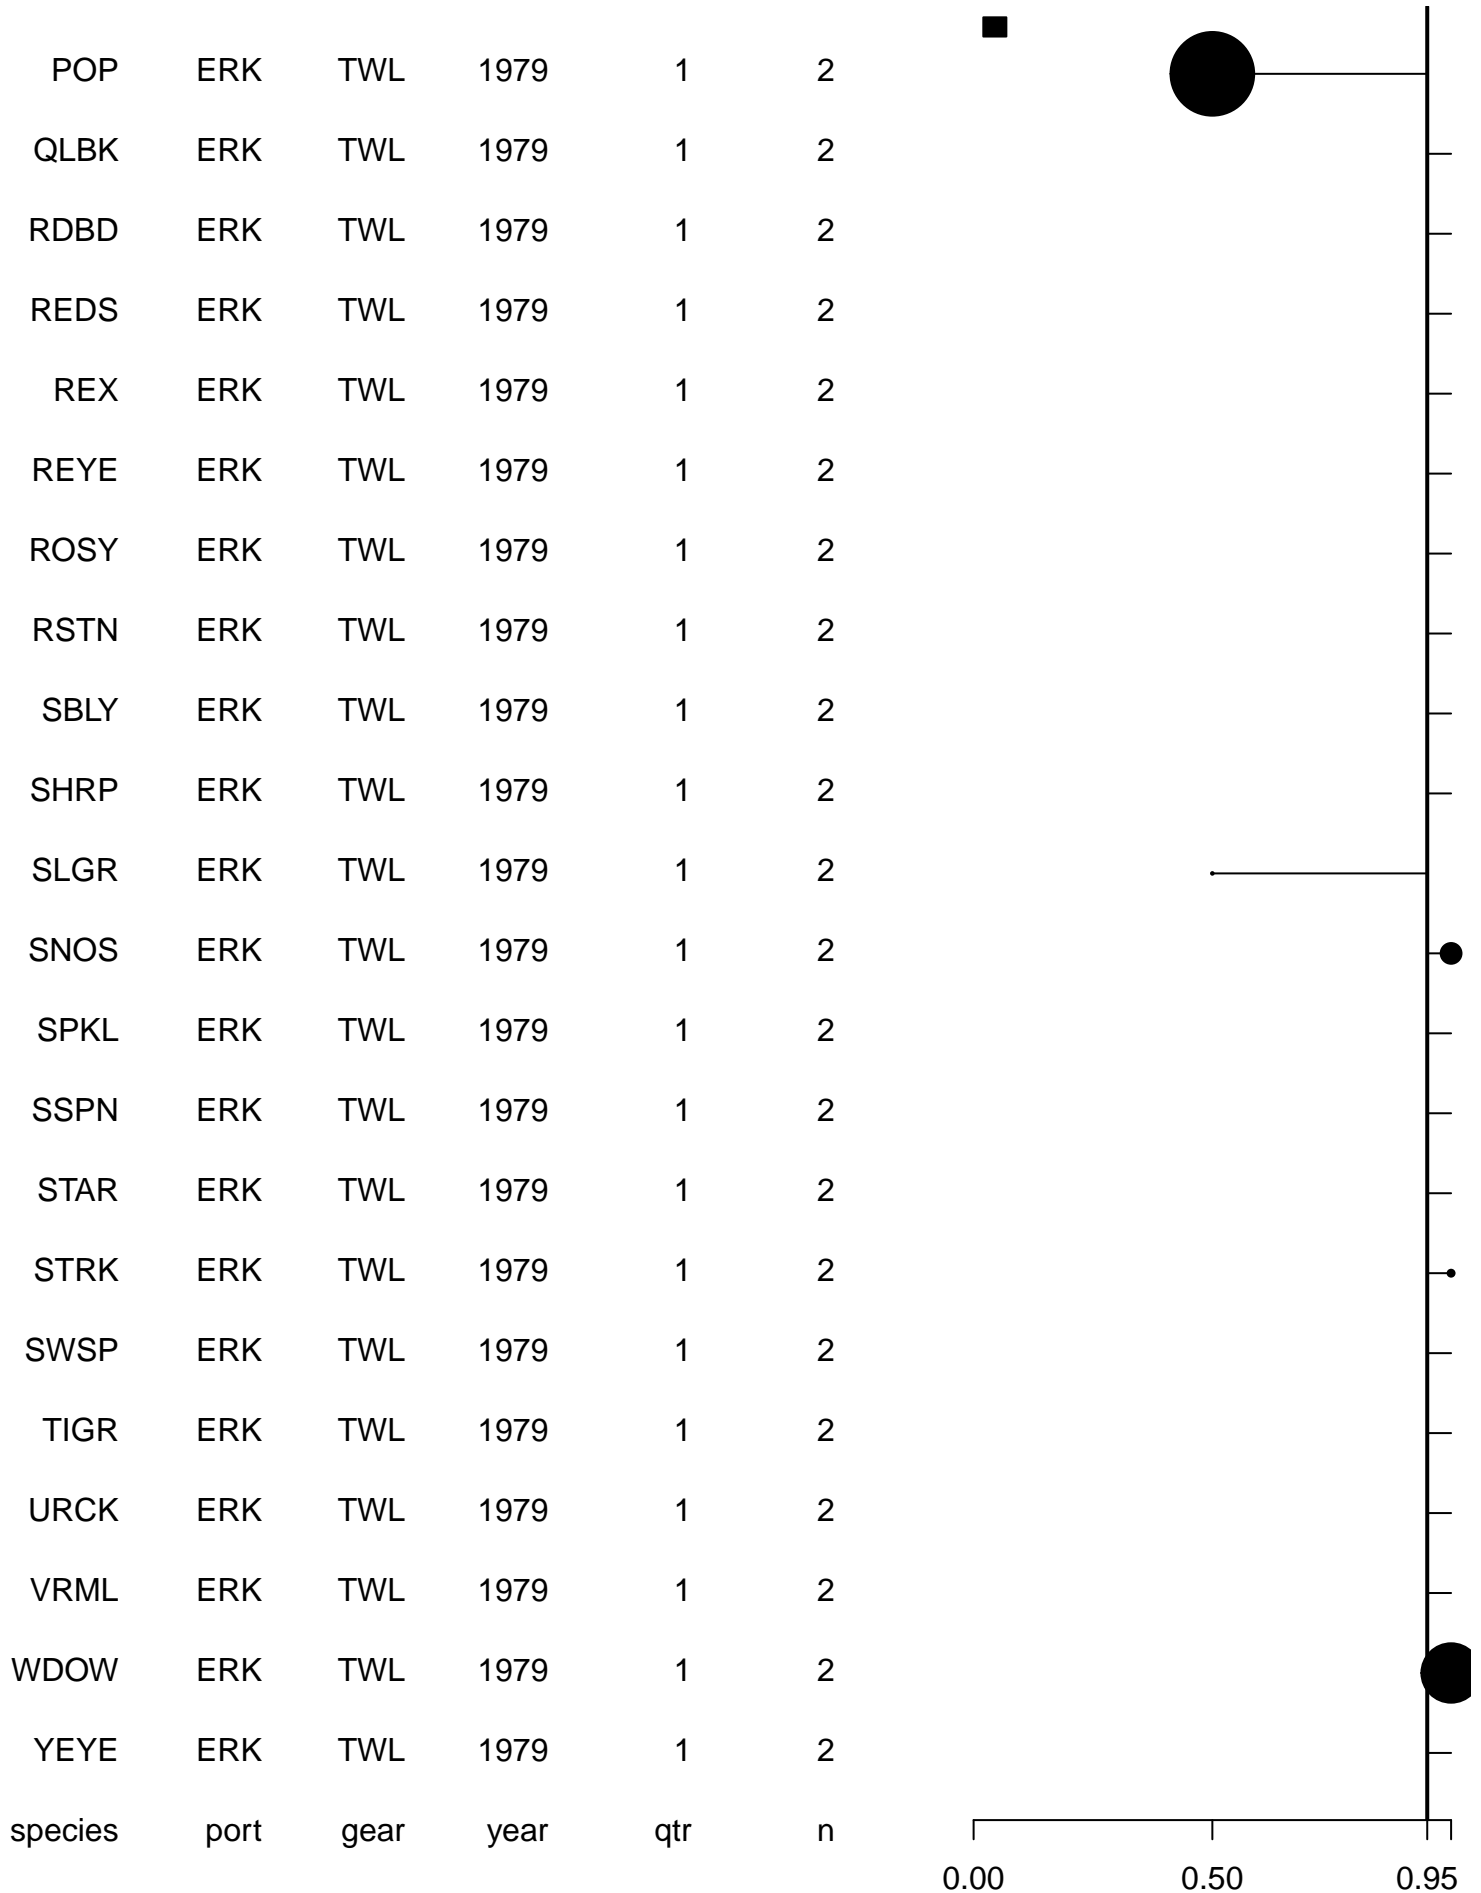 POP ERK TWL 1979 1 2
QLBK ERK TWL 1979 1 2
RDBD ERK TWL 1979 1 2
REDS ERK TWL 1979 1 2
REX ERK TWL 1979 1 2
REYE ERK TWL 1979 1 2
ROSY ERK TWL 1979 1 2
RSTN ERK TWL 1979 1 2
SBLY ERK TWL 1979 1 2
SHRP ERK TWL 1979 1 2
SLGR ERK TWL 1979 1 2
SNOS ERK TWL 1979 1 2
SPKL ERK TWL 1979 1 2
SSPN ERK TWL 1979 1 2
STAR ERK TWL 1979 1 2
STRK ERK TWL 1979 1 2
SWSP ERK TWL 1979 1 2
TIGR ERK TWL 1979 1 2
URCK ERK TWL 1979 1 2
VRML ERK TWL 1979 1 2
WDOW ERK TWL 1979 1 2
YEYE ERK TWL 1979 1 2
species port gear year qtr n
0.00 0.50 0.95